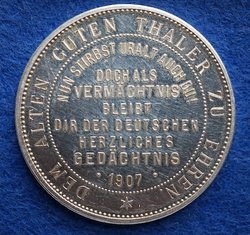 DEM ALTEN, GUTEN THALER ZU EHREN.
NUN STIRBST URALT AUCH DU!
DOCH ALS
VERMÄCHTNIS
BLEIBT
DIR DER DEUTSCHEN
HERZLICHES
GEDÄCHTNIS
· 1907 ·